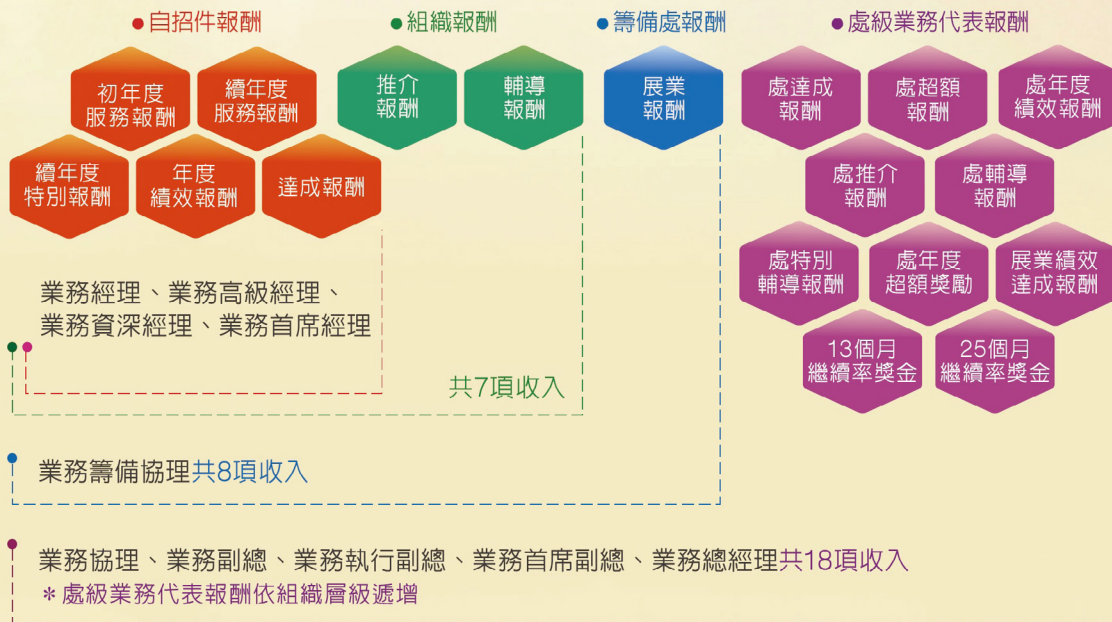 ●自招件報酬
●組織報酬
●籌備處報酬
●處級業務代表報酬
初年度
服務報酬
續年度
服務報酬
推介
報酬
輔導
報酬
展業
報酬
處達成
報酬
處超額
報酬
處年度
績效報酬
續年度
特別報酬
年度
績效報酬
達成報酬
處推介
報酬
處輔導
報酬
處特別
輔導報酬
處年度
超額獎勵
展業績效
達成報酬
13個月
繼續率獎金
25個月
繼續率獎金
業務經理、業務高級經理、
業務資深經理、業務首席經理
共7項收入
業務籌備協理共8項收入
業務協理、業務副總、業務執行副總、業務首席副總、業務總經理共18項收入
＊處級業務代表報酬依組織層級遞增